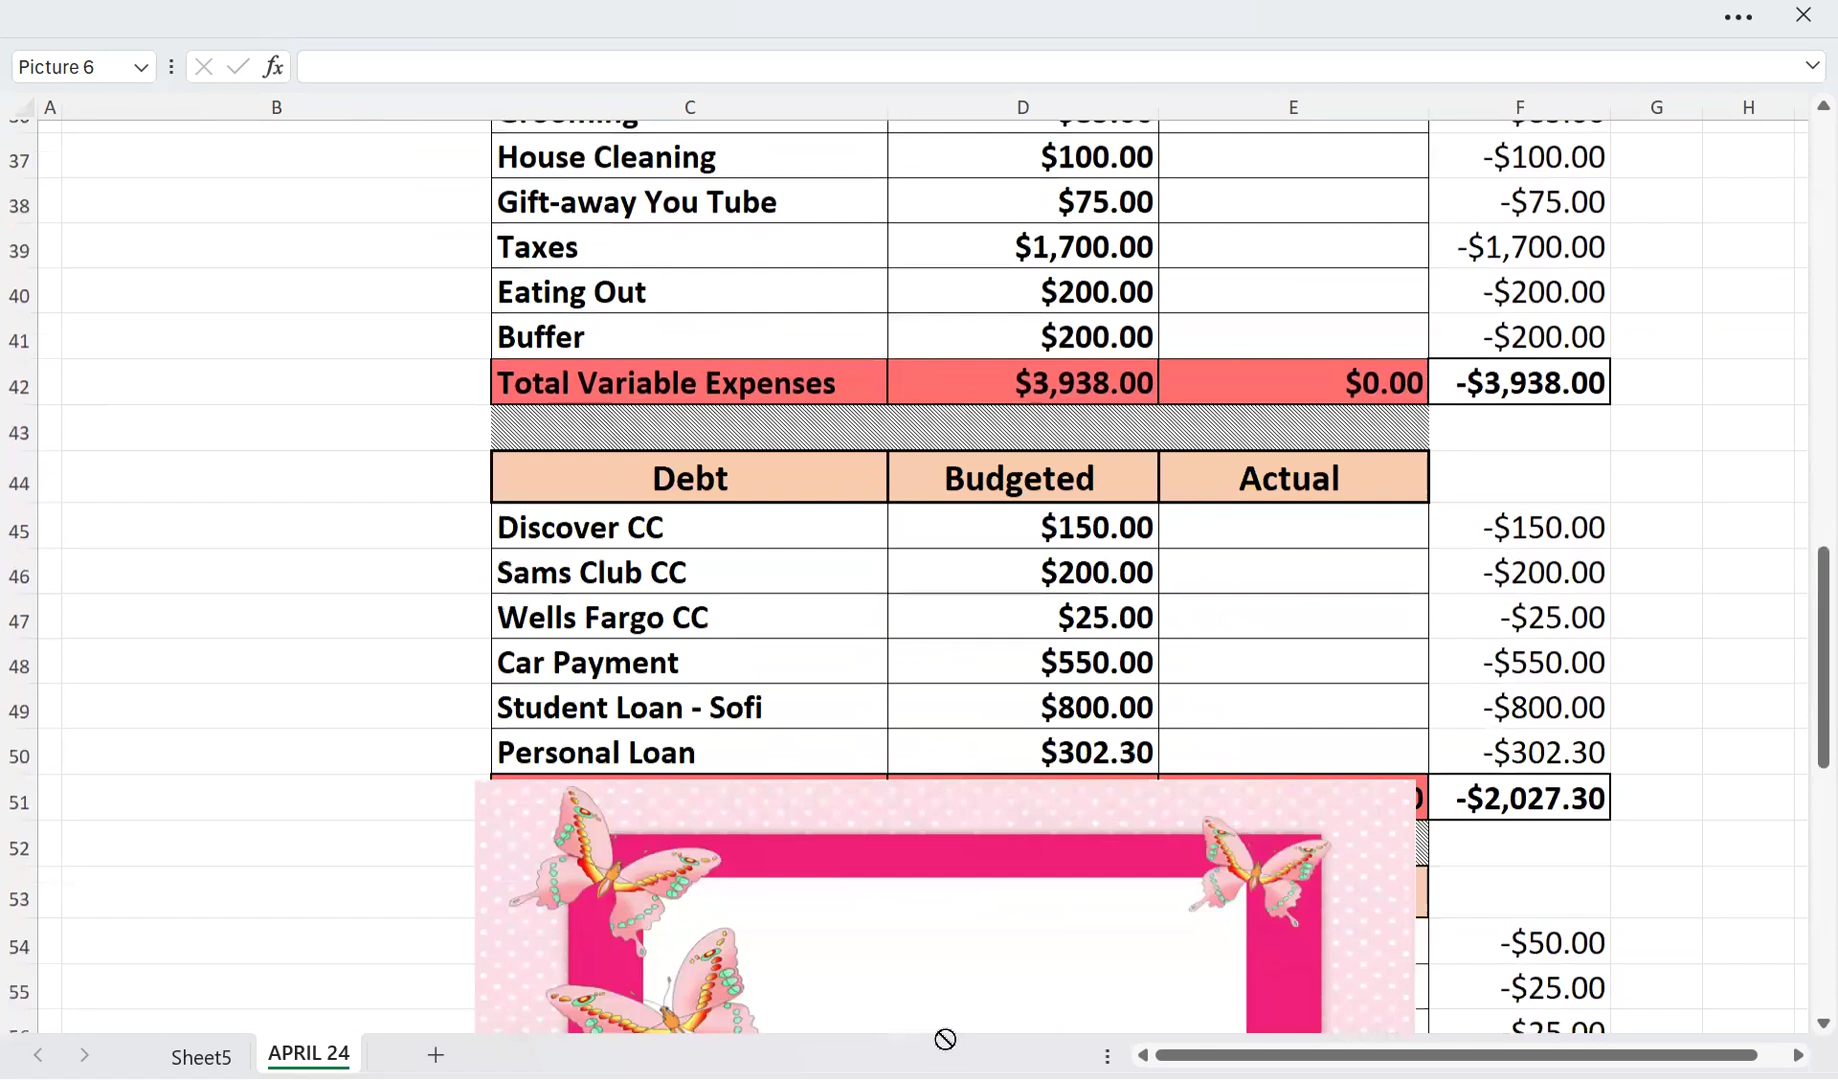 Picture 6 fx
A B C D E F G H
37 House Cleaning $100.00 -$100.00
38 Gift-away You Tube $75.00 -$75.00
39 Taxes $1,700.00 -$1,700.00
40 Eating Out $200.00 -$200.00
41 Buffer $200.00 -$200.00
42 Total Variable Expenses $3,938.00 $0.00 -$3,938.00
43
44 Debt Budgeted Actual
45 Discover CC $150.00 -$150.00
46 Sams Club CC $200.00 -$200.00
47 Wells Fargo CC $25.00 -$25.00
48 Car Payment $550.00 -$550.00
49 Student Loan - Sofi $800.00 -$800.00
50 Personal Loan $302.30 -$302.30
51 -$2,027.30
52
53
54 -$50.00
55 -$25.00
Sheet5 APRIL 24